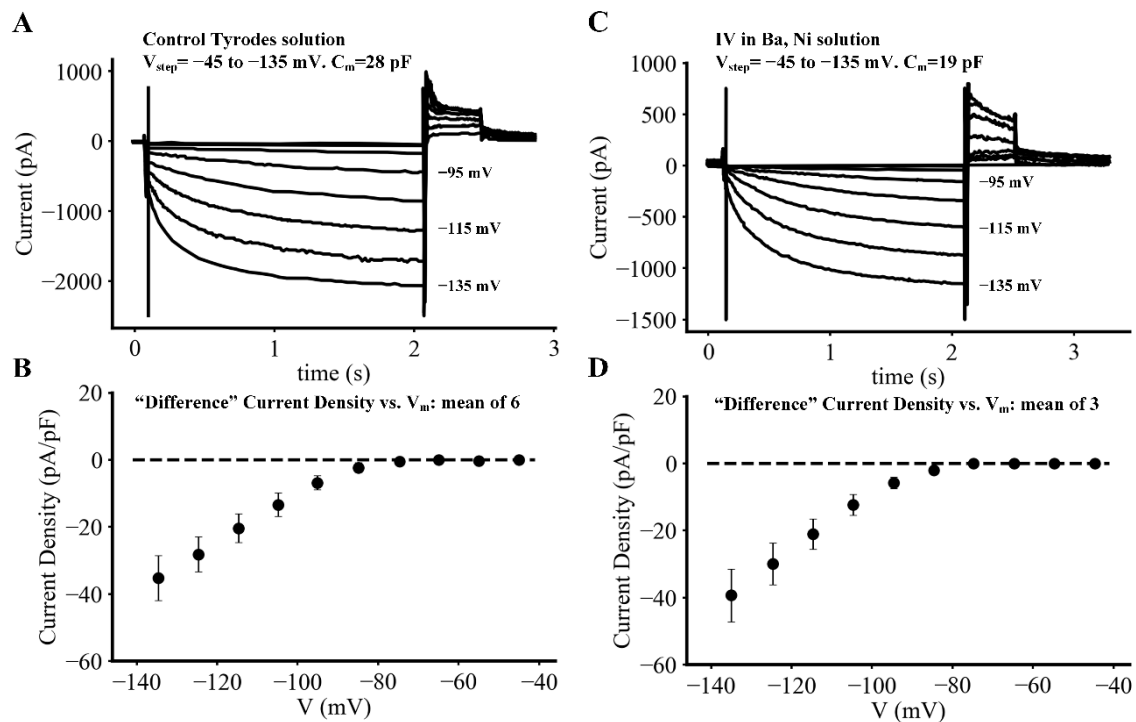 A
Control Tyrodes solution
Vstep= −45 to −135 mV. Cm=28 pF
1000
0
−1000
−2000
Current (pA)
−95 mV
−115 mV
−135 mV
0
1
2
3
time (s)
C
IV in Ba, Ni solution
Vstep= −45 to −135 mV. Cm=19 pF
1000
500
0
−500
−1000
−1500
Current (pA)
−95 mV
−115 mV
−135 mV
0
1
2
3
time (s)
B
“Difference” Current Density vs. Vm: mean of 6
20
0
−20
−40
−60
Current Density (pA/pF)
−140
−120
−100
−80
−60
−40
V (mV)
D
“Difference” Current Density vs. Vm: mean of 3
20
0
−20
−40
−60
Current Density (pA/pF)
−140
−120
−100
−80
−60
−40
V (mV)